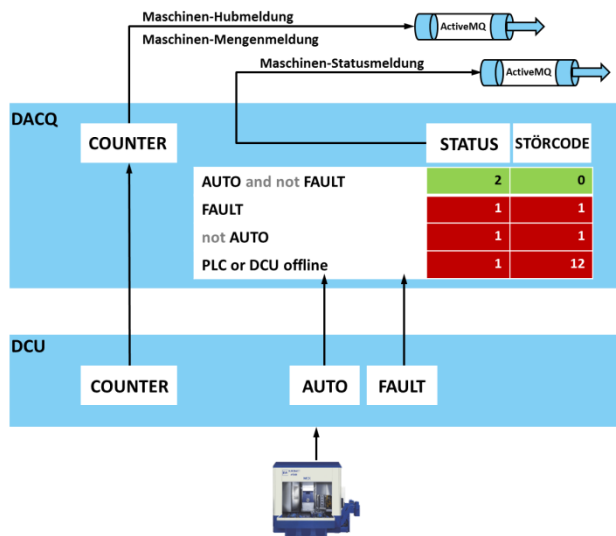 Maschinen-Hubmeldung
Maschinen-Mengenmeldung
ActiveMQ
Maschinen-Statusmeldung
ActiveMQ
DACQ
COUNTER
STATUS STÖRCODE
AUTO and not FAULT 2 0
FAULT 1 1
not AUTO 1 1
PLC or DCU offline 1 12
DCU
COUNTER AUTO FAULT